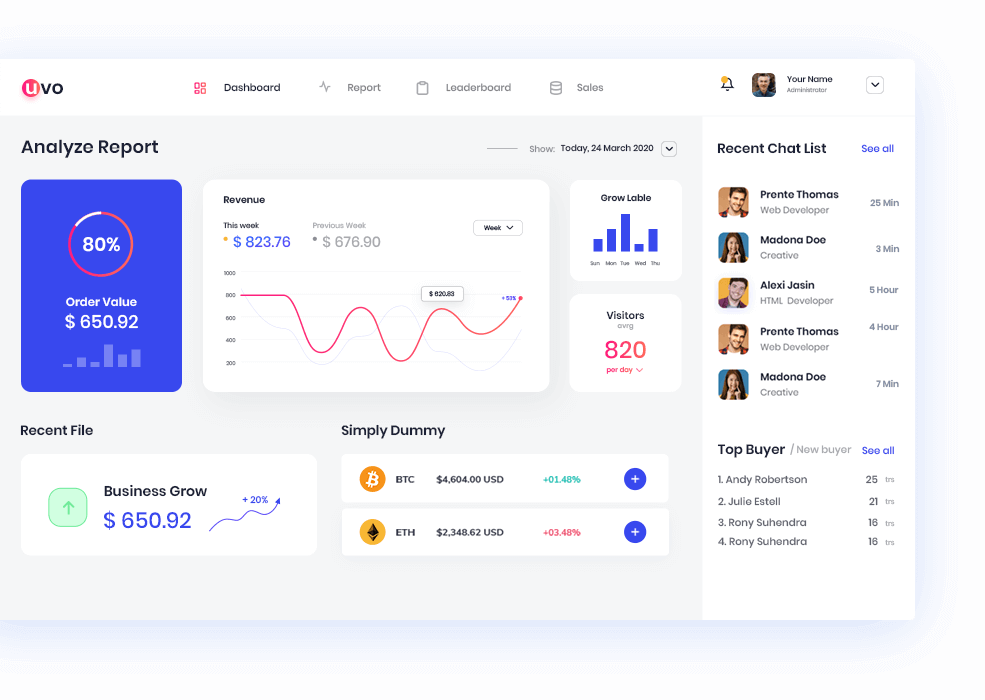 uvo
Dashboard
Report
Leaderboard
Sales
Your Name
Administrator
Analyze Report
Show: Today, 24 March 2020
80%
Order Value
$ 650.92
Revenue
This week
$ 823.76
Previous Week
$ 676.90
Week
1000
800
600
400
200
$ 620.83
+ 53%
Grow Lable
Sun Mon Tue Wed Thu
Visitors
avrg
820
per day
Recent File
Business Grow
$ 650.92
+ 20%
Simply Dummy
BTC $4,604.00 USD +01.48% +
ETH $2,348.62 USD +03.48% +
Recent Chat List See all
Prente Thomas
Web Developer
25 Min
Madona Doe
Creative
3 Min
Alexi Jasin
HTML Developer
5 Hour
Prente Thomas
Web Developer
4 Hour
Madona Doe
Creative
7 Min
Top Buyer / New buyer See all
1. Andy Robertson 25 trs
2. Julie Estell 21 trs
3. Rony Suhendra 16 trs
4. Rony Suhendra 16 trs